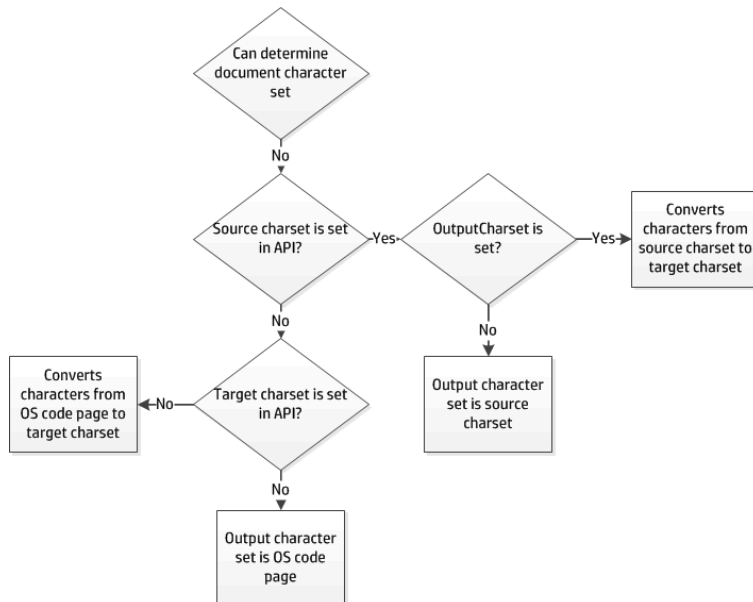 Can determine
document character
set
No
Source charset is set
in API?
Yes
OutputCharset is
set?
Yes
Converts
characters from
source charset to
target charset
No
No
Output character
set is source
charset
Target charset is set
in API?
No
Converts
characters from
OS code page to
target charset
No
Output character
set is OS code
page